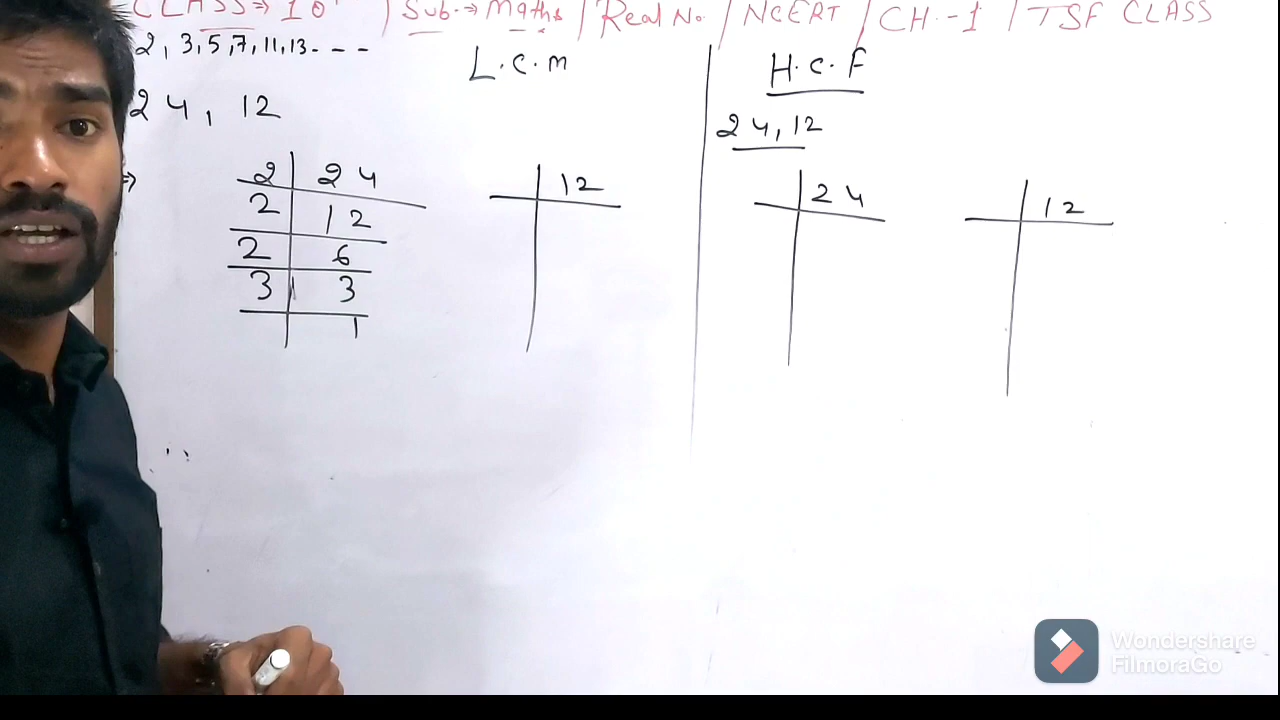 CLASS → 10 / Sub → Maths / Real No / NCERT / CH.-1 / TSF CLASS
2, 3, 5, 7, 11, 13 - - -
L.C.M
H.C.F
24, 12
24, 12
⇒
2 | 24
2 | 12
2 | 6
3 | 3
1
12
24
12
Wondershare
FilmoraGo